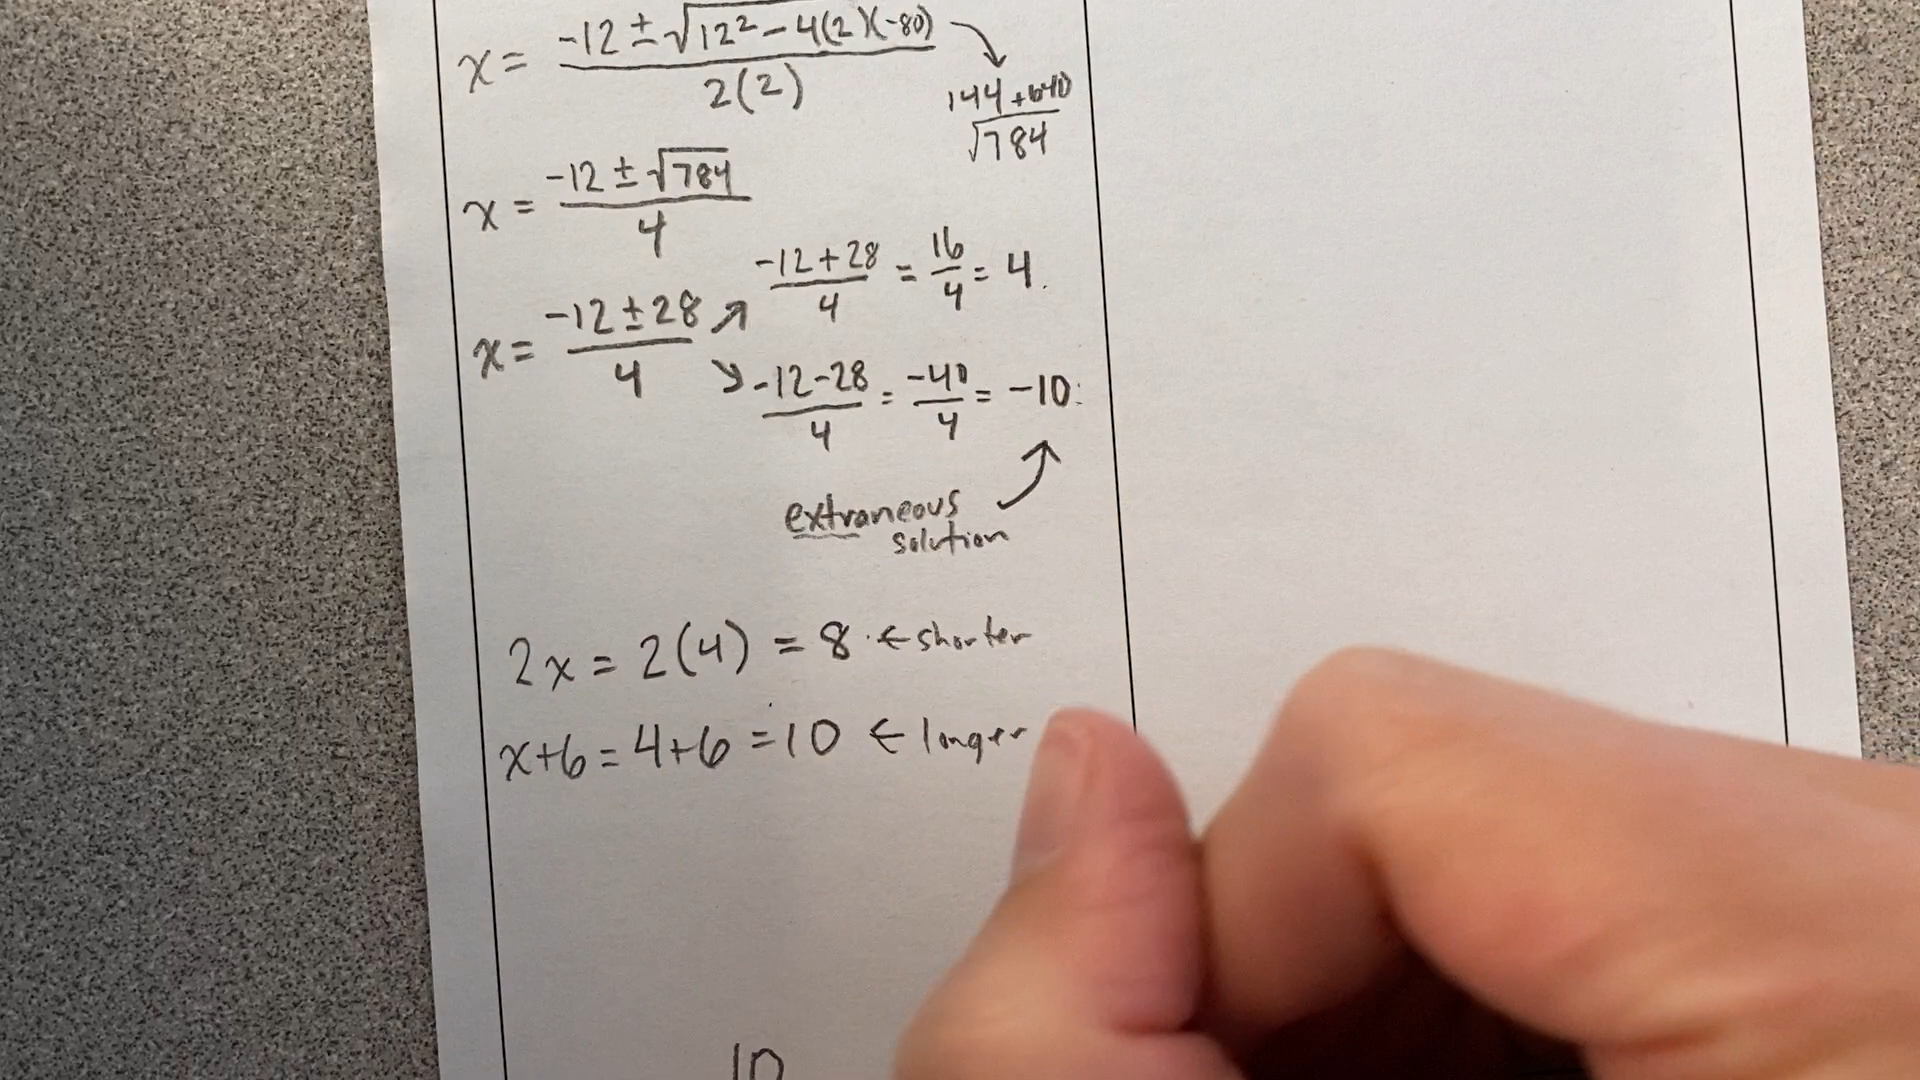 x = -12 ± √12² - 4(2)(-80) / 2(2)
144 + 640
√784
x = -12 ± √784 / 4
x = -12 ± 28 / 4
-12 + 28 / 4 = 16 / 4 = 4
-12 - 28 / 4 = -40 / 4 = -10
extraneous
solution
2x = 2(4) = 8 ← shorter
x+6 = 4+6 = 10 ← longer
10